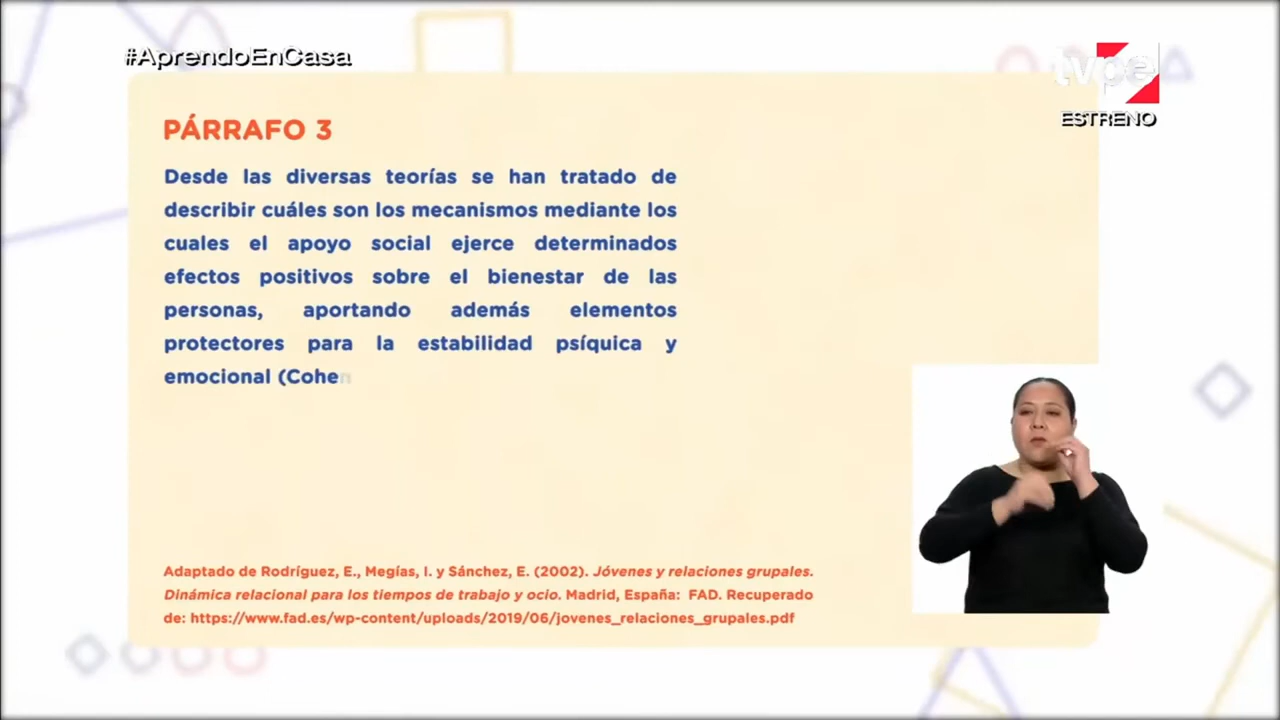 #AprendoEnCasa
tvpe
ESTRENO
PÁRRAFO 3
Desde las diversas teorías se han tratado de
describir cuáles son los mecanismos mediante los
cuales el apoyo social ejerce determinados
efectos positivos sobre el bienestar de las
personas, aportando además elementos
protectores para la estabilidad psíquica y
emocional (Cohen
Adaptado de Rodríguez, E., Megías, I. y Sánchez, E. (2002). Jóvenes y relaciones grupales.
Dinámica relacional para los tiempos de trabajo y ocio. Madrid, España: FAD. Recuperado
de: https://www.fad.es/wp-content/uploads/2019/06/jovenes_relaciones_grupales.pdf